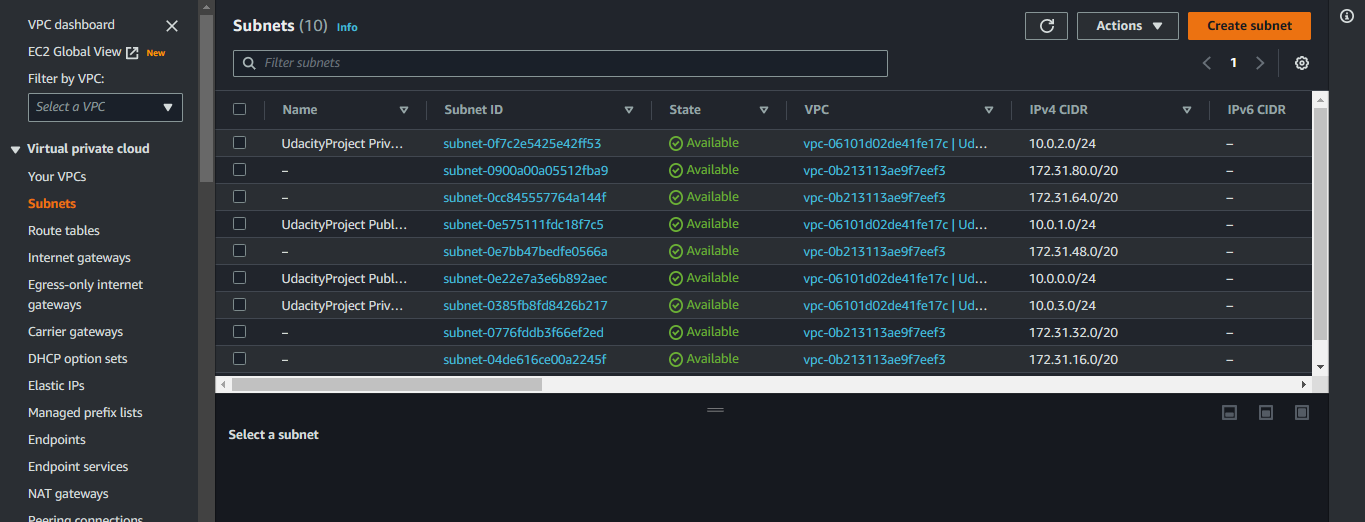 VPC dashboard
EC2 Global View New
Filter by VPC:
Select a VPC
Virtual private cloud
Your VPCs
Subnets
Route tables
Internet gateways
Egress-only internet
gateways
Carrier gateways
DHCP option sets
Elastic IPs
Managed prefix lists
Endpoints
Endpoint services
NAT gateways
Peering connections
Subnets (10) Info
Actions
Create subnet
Filter subnets
1
Name Subnet ID State VPC IPv4 CIDR IPv6 CIDR
UdacityProject Priv... subnet-0f7c2e5425e42ff53 Available vpc-06101d02de41fe17c | Ud... 10.0.2.0/24 –
– subnet-0900a00a05512fba9 Available vpc-0b213113ae9f7eef3 172.31.80.0/20 –
– subnet-0cc845557764a144f Available vpc-0b213113ae9f7eef3 172.31.64.0/20 –
UdacityProject Publ... subnet-0e575111fdc18f7c5 Available vpc-06101d02de41fe17c | Ud... 10.0.1.0/24 –
– subnet-0e7bb47bedfe0566a Available vpc-0b213113ae9f7eef3 172.31.48.0/20 –
UdacityProject Publ... subnet-0e22e7a3e6b892aec Available vpc-06101d02de41fe17c | Ud... 10.0.0.0/24 –
UdacityProject Priv... subnet-0385fb8fd8426b217 Available vpc-06101d02de41fe17c | Ud... 10.0.3.0/24 –
– subnet-0776fddb3f66ef2ed Available vpc-0b213113ae9f7eef3 172.31.32.0/20 –
– subnet-04de616ce00a2245f Available vpc-0b213113ae9f7eef3 172.31.16.0/20 –
Select a subnet